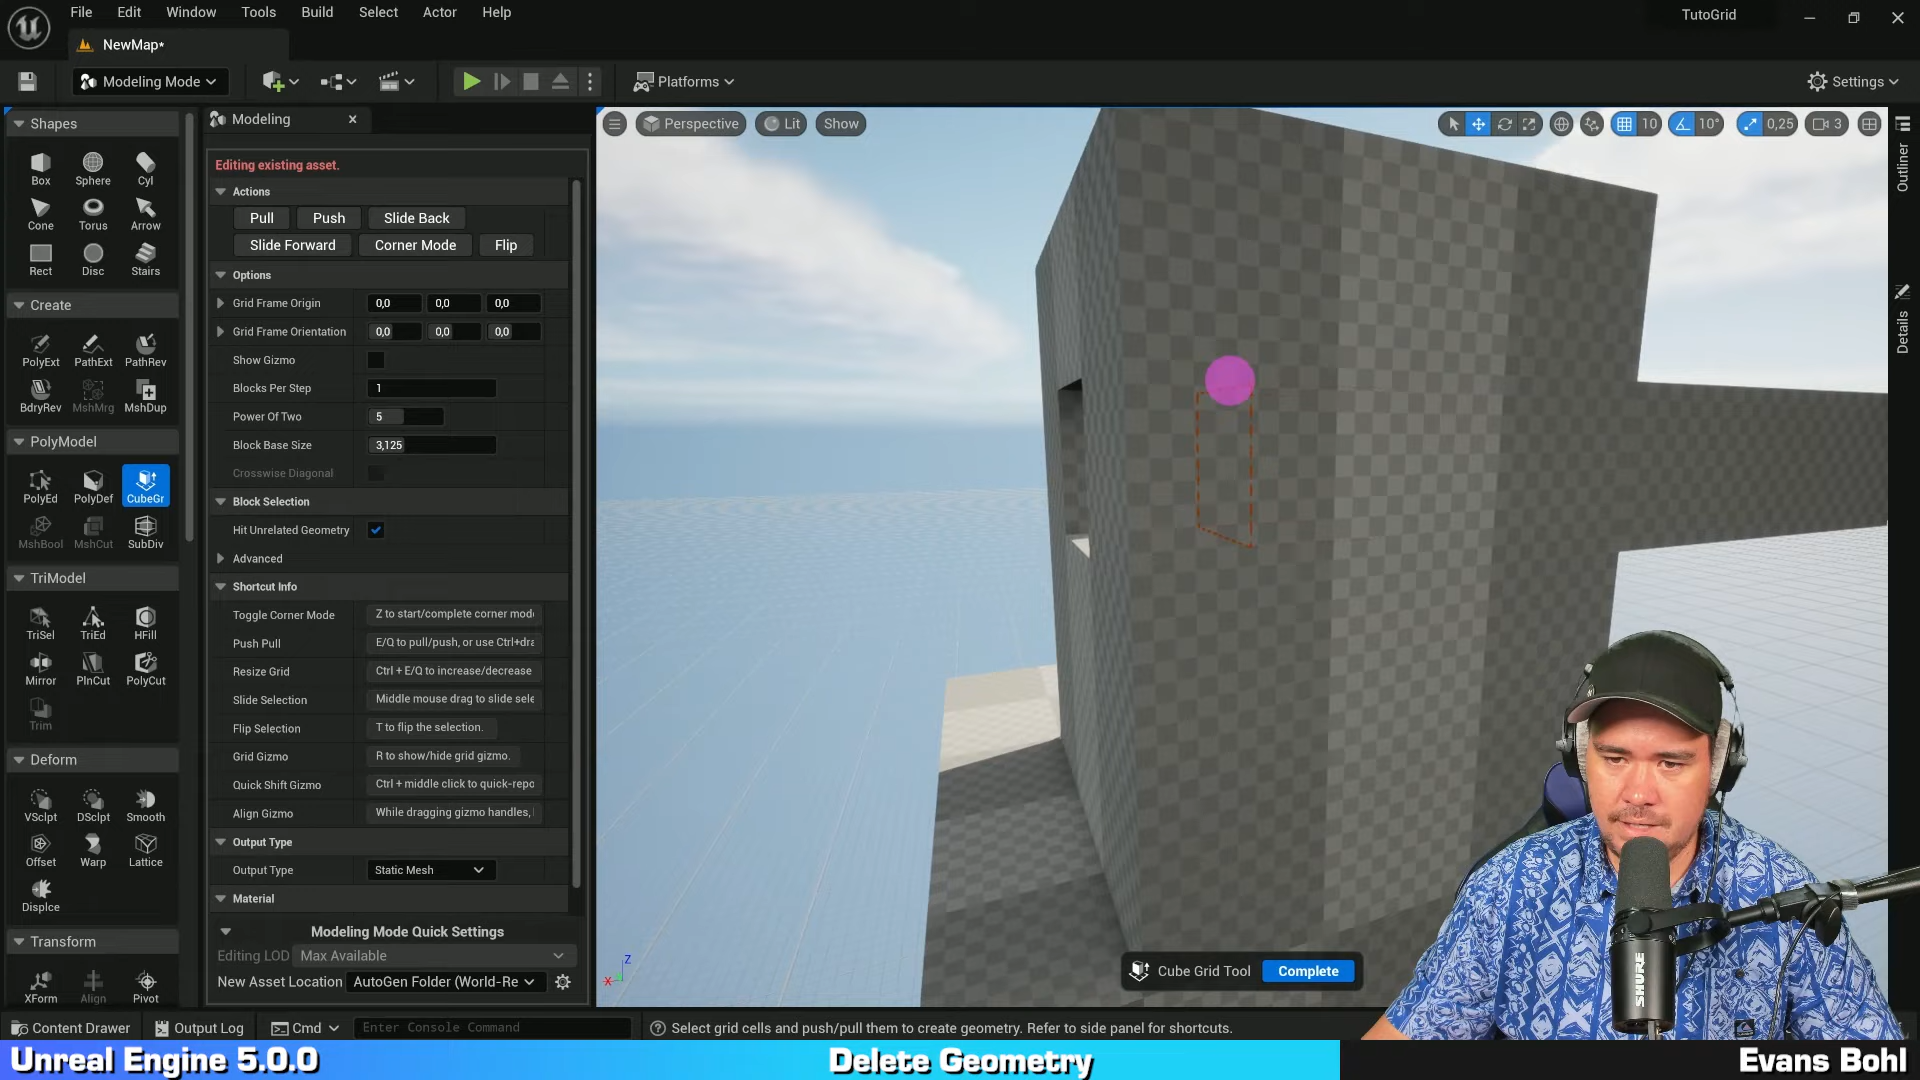 File Edit Window Tools Build Select Actor Help
TutoGrid
NewMap*
Modeling Mode
Platforms
Settings
Shapes
Box Sphere Cyl
Cone Torus Arrow
Rect Disc Stairs
Create
PolyExt PathExt PathRev
BdryRev MshMrg MshDup
PolyModel
PolyEd PolyDef CubeGr
MshBool MshCut SubDiv
TriModel
TriSel TriEd HFill
Mirror PlnCut PolyCut
Trim
Deform
VSclpt DSclpt Smooth
Offset Warp Lattice
Displce
Transform
XForm Align Pivot
Modeling
Editing existing asset.
Actions
Pull Push Slide Back
Slide Forward Corner Mode Flip
Options
Grid Frame Origin 0,0 0,0 0,0
Grid Frame Orientation 0,0 0,0 0,0
Show Gizmo
Blocks Per Step 1
Power Of Two 5
Block Base Size 3,125
Crosswise Diagonal
Block Selection
Hit Unrelated Geometry
Advanced
Shortcut Info
Toggle Corner Mode Z to start/complete corner mod
Push Pull E/Q to pull/push, or use Ctrl+dra
Resize Grid Ctrl + E/Q to increase/decrease
Slide Selection Middle mouse drag to slide sele
Flip Selection T to flip the selection.
Grid Gizmo R to show/hide grid gizmo.
Quick Shift Gizmo Ctrl + middle click to quick-repo
Align Gizmo While dragging gizmo handles,
Output Type
Output Type Static Mesh
Material
Modeling Mode Quick Settings
Editing LOD Max Available
New Asset Location AutoGen Folder (World-Re
Perspective Lit Show
10 10° 0,25 3
Outliner
Details
Z
X
Cube Grid Tool Complete
SHURE
Content Drawer Output Log Cmd Enter Console Command
Select grid cells and push/pull them to create geometry. Refer to side panel for shortcuts.
Unreal Engine 5.0.0 Delete Geometry Evans Bohl